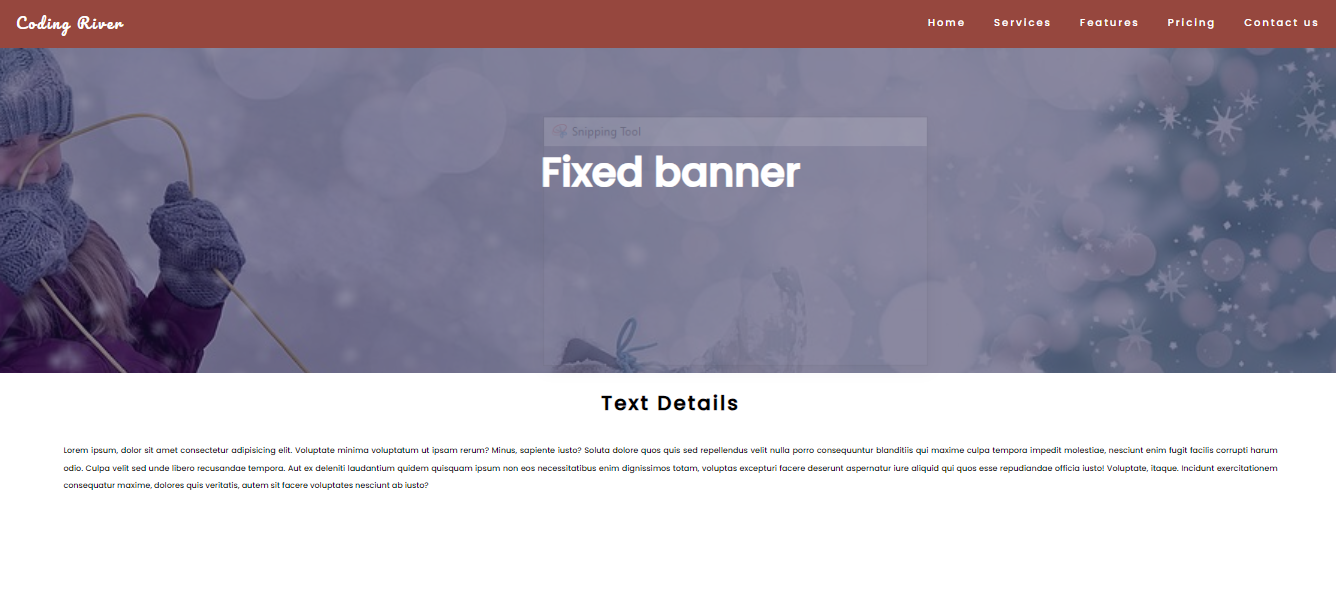 Coding River
Home Services Features Pricing Contact us
Snipping Tool
Fixed banner
Text Details
Lorem ipsum, dolor sit amet consectetur adipisicing elit. Voluptate minima voluptatum ut ipsam rerum? Minus, sapiente iusto? Soluta dolore quos quis sed repellendus velit nulla porro consequuntur blanditiis qui maxime culpa tempora impedit molestiae, nesciunt enim fugit facilis corrupti harum
odio. Culpa velit sed unde libero recusandae tempora. Aut ex deleniti laudantium quidem quisquam ipsum non eos necessitatibus enim dignissimos totam, voluptas excepturi facere deserunt aspernatur iure aliquid qui quos esse repudiandae officia iusto! Voluptate, itaque. Incidunt exercitationem
consequatur maxime, dolores quis veritatis, autem sit facere voluptates nesciunt ab iusto?